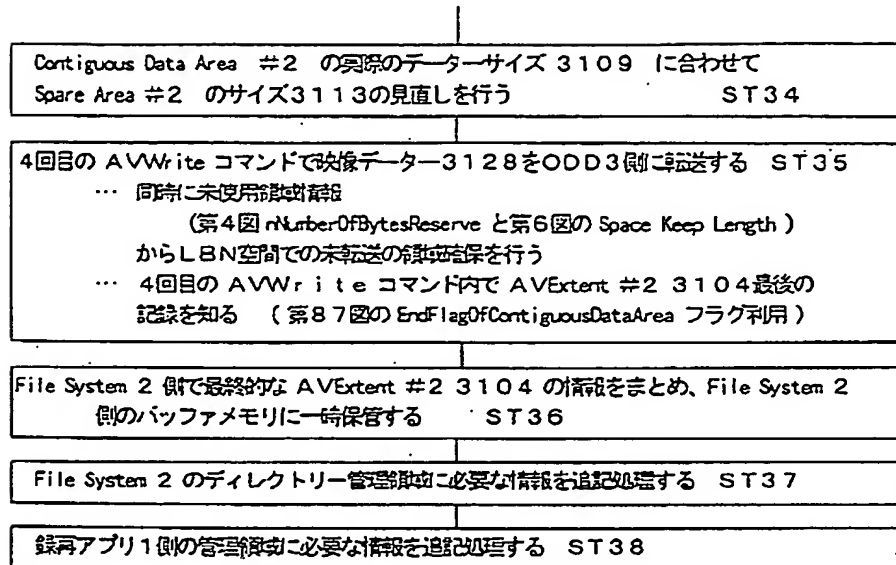 Contiguous Data Area #2 の実際のデーターサイズ 3109 に合わせて
Spare Area #2 のサイズ3113の見直しを行う ST34
4回目の AVWrite コマンドで映像データー3128をODD3側に転送する ST35
… 同時に未使用領域情報
(第4図 nNumberOfBytesReserve と第6図の Space Keep Length )
からLBN空間での未転送の領域確保を行う
… 4回目の AVWrite コマンド内で AVExtent #2 3104最後の
記録を知る (第87図の EndFlagOfContiguousDataArea フラグ利用)
File System 2 側で最終的な AVExtent #2 3104 の情報をまとめ、File System 2
側のバッファメモリに一時保管する ST36
File System 2 のディレクトリー管理領域に必要な情報を追記処理する ST37
録再アプリ1側の管理領域に必要な情報を追記処理する ST38